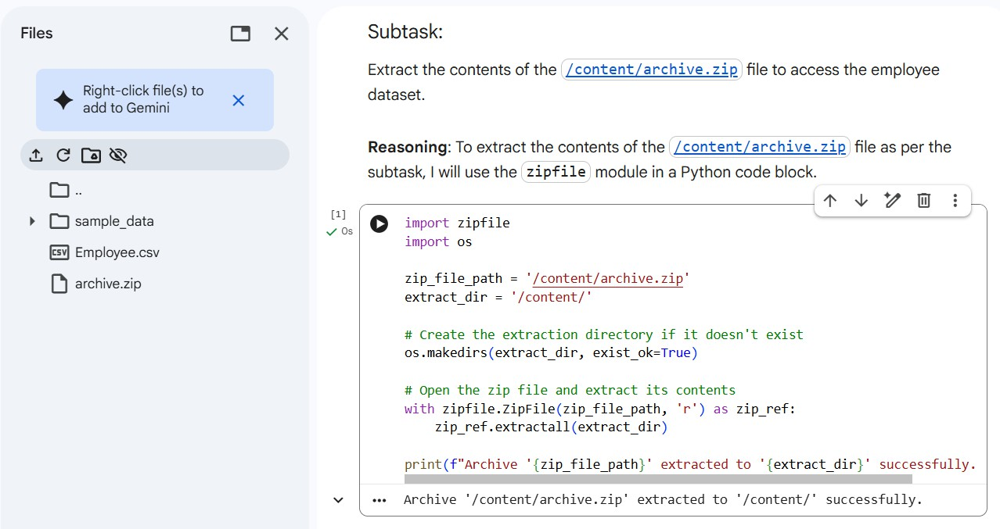 Files
Right-click file(s) to
add to Gemini
..
sample_data
CSV Employee.csv
archive.zip
Subtask:
Extract the contents of the /content/archive.zip file to access the employee
dataset.
Reasoning: To extract the contents of the /content/archive.zip file as per the
subtask, I will use the zipfile module in a Python code block.
[1]
0s
import zipfile
import os
zip_file_path = '/content/archive.zip'
extract_dir = '/content/'
# Create the extraction directory if it doesn't exist
os.makedirs(extract_dir, exist_ok=True)
# Open the zip file and extract its contents
with zipfile.ZipFile(zip_file_path, 'r') as zip_ref:
    zip_ref.extractall(extract_dir)
print(f"Archive '{zip_file_path}' extracted to '{extract_dir}' successfully.
Archive '/content/archive.zip' extracted to '/content/' successfully.